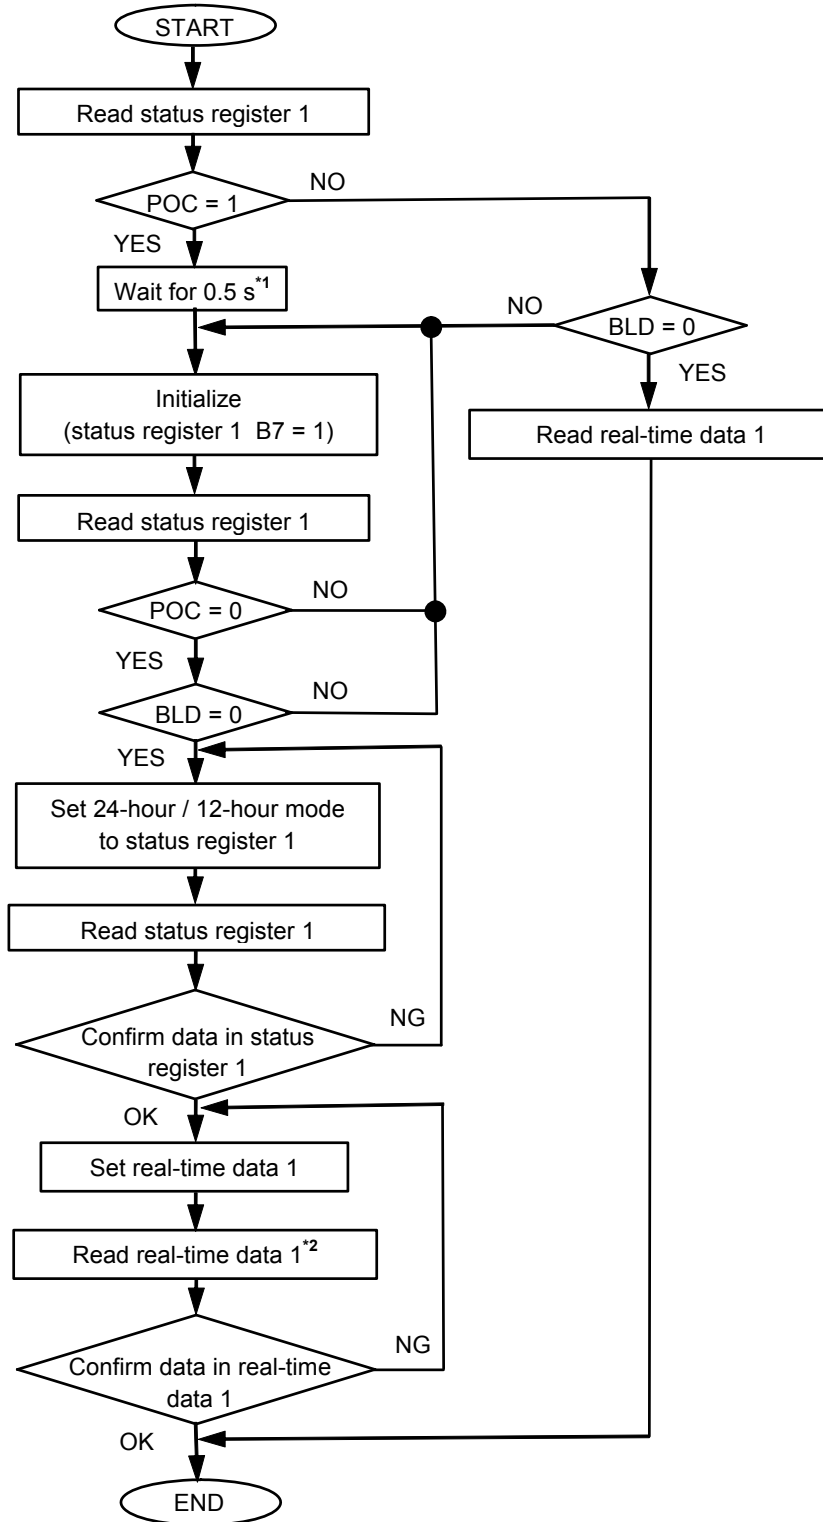 START
Read status register 1
POC = 1
NO
YES
Wait for 0.5 s*1
NO
BLD = 0
YES
Initialize
(status register 1 B7 = 1)
Read real-time data 1
Read status register 1
POC = 0
NO
YES
BLD = 0
NO
YES
Set 24-hour / 12-hour mode
to status register 1
Read status register 1
Confirm data in status
register 1
NG
OK
Set real-time data 1
Read real-time data 1*2
Confirm data in real-time
data 1
NG
OK
END